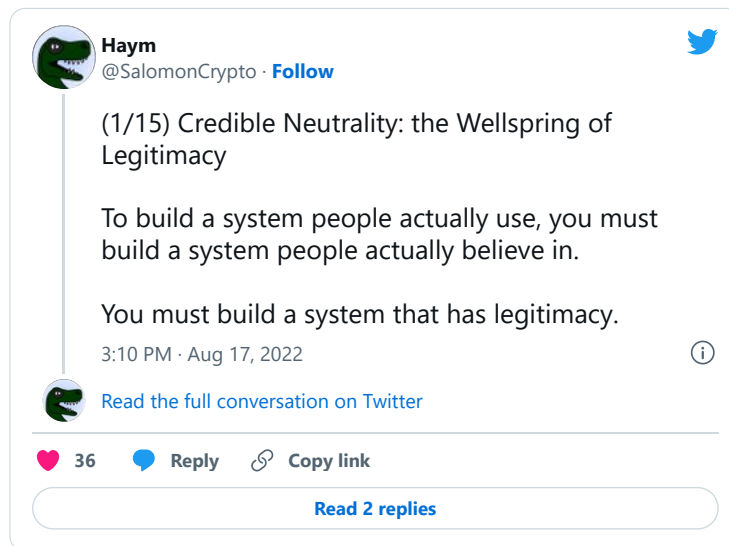 Haym
@SalomonCrypto · Follow
(1/15) Credible Neutrality: the Wellspring of
Legitimacy
To build a system people actually use, you must
build a system people actually believe in.
You must build a system that has legitimacy.
3:10 PM · Aug 17, 2022
Read the full conversation on Twitter
36 Reply Copy link
Read 2 replies